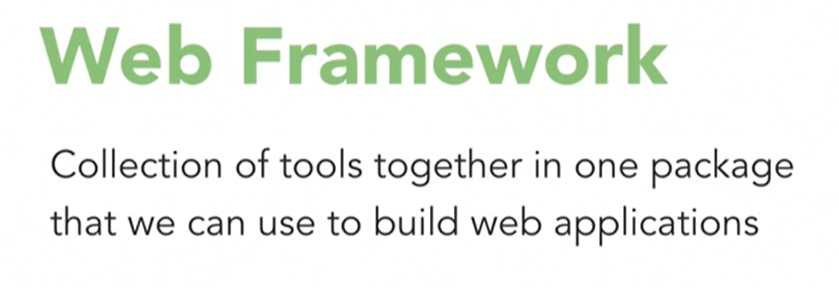 Web Framework
Collection of tools together in one package
that we can use to build web applications